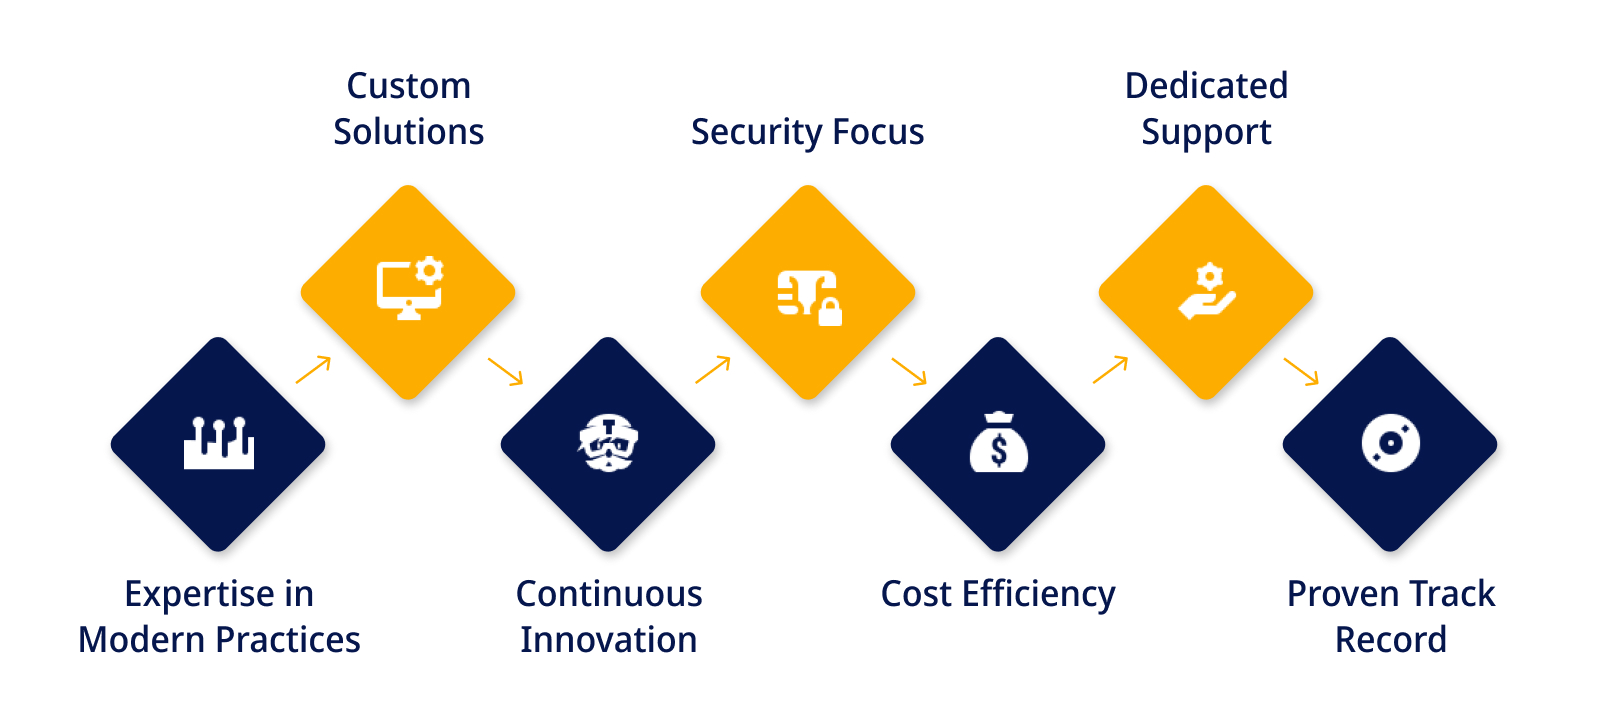 Custom
Solutions
Security Focus
Dedicated
Support
Expertise in
Modern Practices
Continuous
Innovation
Cost Efficiency
Proven Track
Record